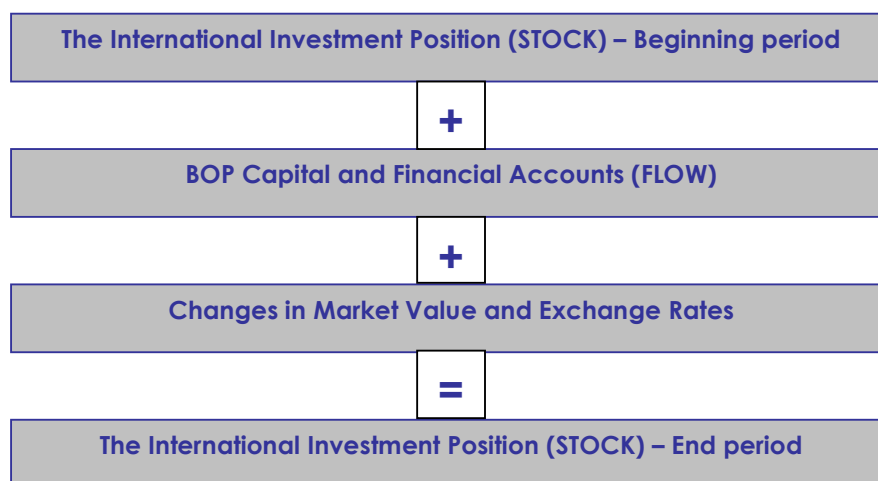 The International Investment Position (STOCK) – Beginning period
+
BOP Capital and Financial Accounts (FLOW)
+
Changes in Market Value and Exchange Rates
=
The International Investment Position (STOCK) – End period